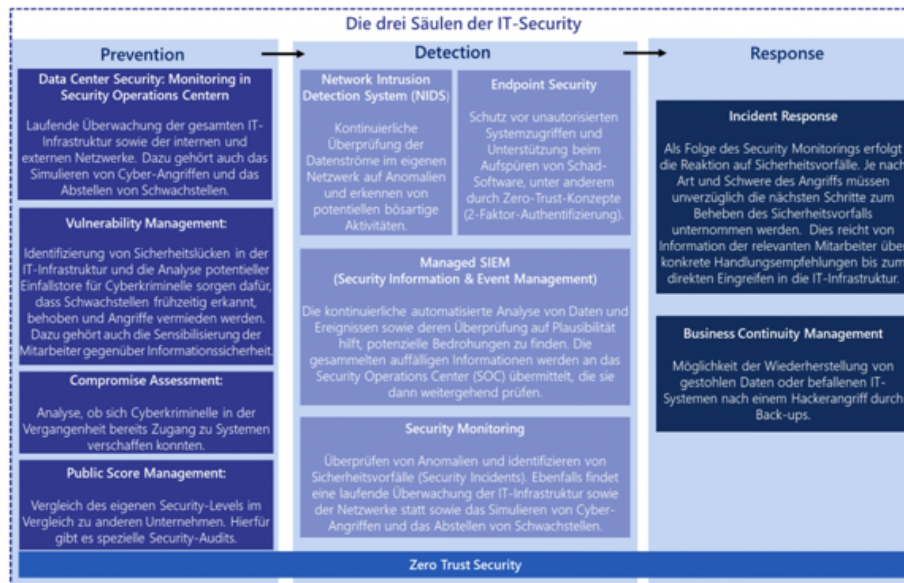 Die drei Säulen der IT-Security
Prevention
Data Center Security: Monitoring in
Security Operations Centern
Laufende Überwachung der gesamten IT-
Infrastruktur sowie der internen und
externen Netzwerke. Dazu gehört auch das
Simulieren von Cyber-Angriffen und das
Abstellen von Schwachstellen.
Vulnerability Management:
Identifizierung von Sicherheitslücken in
der IT-Infrastruktur und die Analyse potentieller
Einfallstore für Cyberkriminelle sorgen dafür,
dass Schwachstellen frühzeitig erkannt,
behoben und Angriffe vermieden werden.
Dazu gehört auch die Sensibilisierung der
Mitarbeiter gegenüber Informationssicherheit.
Compromise Assessment:
Analyse, ob sich Cyberkriminelle in der
Vergangenheit bereits Zugang zu Systemen
verschaffen konnten.
Public Score Management:
Vergleich des eigenen Security-Levels im
Vergleich zu anderen Unternehmen. Hierfür
gibt es spezielle Security-Audits.
Detection
Network Intrusion
Detection System (NIDS)
Kontinuierliche
Überprüfung der
Datenströme im eigenen
Netzwerk auf Anomalien
und erkennen von
potentiellen bösartige
Aktivitäten.
Endpoint Security
Schutz vor unautorisierten
Systemzugriffen und
Unterstützung beim
Aufspüren von Schad-
Software, unter anderem
durch Zero-Trust-Konzepte
(2-Faktor-Authentifizierung).
Managed SIEM
(Security Information & Event Management)
Die kontinuierliche automatisierte Analyse von Daten und
Ereignissen sowie deren Überprüfung auf Plausibilität
hilft, potenzielle Bedrohungen zu finden. Die
gesammelten auffälligen Informationen werden an das
Security Operations Center (SOC) übermittelt, die sie
dann weitergehend prüfen.
Security Monitoring
Überprüfen von Anomalien und identifizieren von
Sicherheitsvorfälle (Security Incidents). Ebenfalls findet
eine laufende Überwachung der IT-Infrastruktur sowie
der Netzwerke statt sowie das Simulieren von Cyber-
Angriffen und das Abstellen von Schwachstellen.
Response
Incident Response
Als Folge des Security Monitorings erfolgt
die Reaktion auf Sicherheitsvorfälle. Je nach
Art und Schwere des Angriffs müssen
unverzüglich die nächsten Schritte zum
Beheben des Sicherheitsvorfalls
unternommen werden. Dies reicht von
Information der relevanten Mitarbeiter über
konkrete Handlungsempfehlungen bis zum
direkten Eingreifen in die IT-Infrastruktur.
Business Continuity Management
Möglichkeit der Wiederherstellung von
gestohlen Daten oder befallenen IT-
Systemen nach einem Hackerangriff durch
Back-ups.
Zero Trust Security